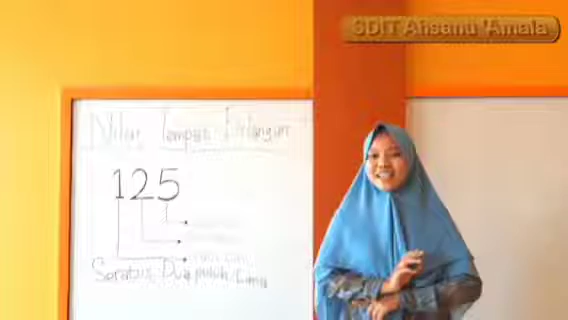 SDIT Ahsanu 'Amala
Nilai Tempat Bilangan
125
Seratus Dua puluh Lima